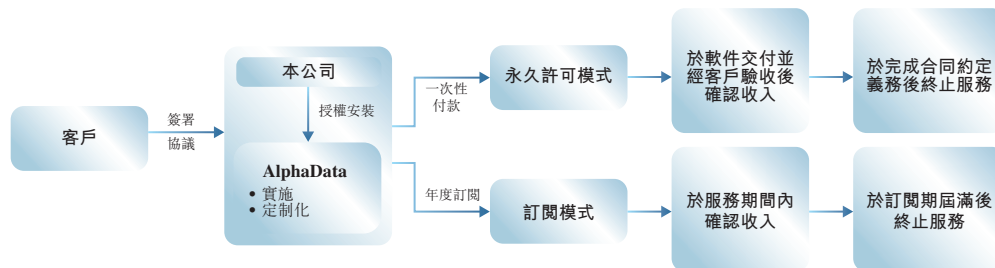 客戶
簽署
協議
本公司
授權安裝
AlphaData
• 實施
• 定制化
一次性
付款
永久許可模式
於軟件交付並
經客戶驗收後
確認收入
於完成合同約定
義務後終止服務
年度訂閱
訂閱模式
於服務期間內
確認收入
於訂閱期屆滿後
終止服務